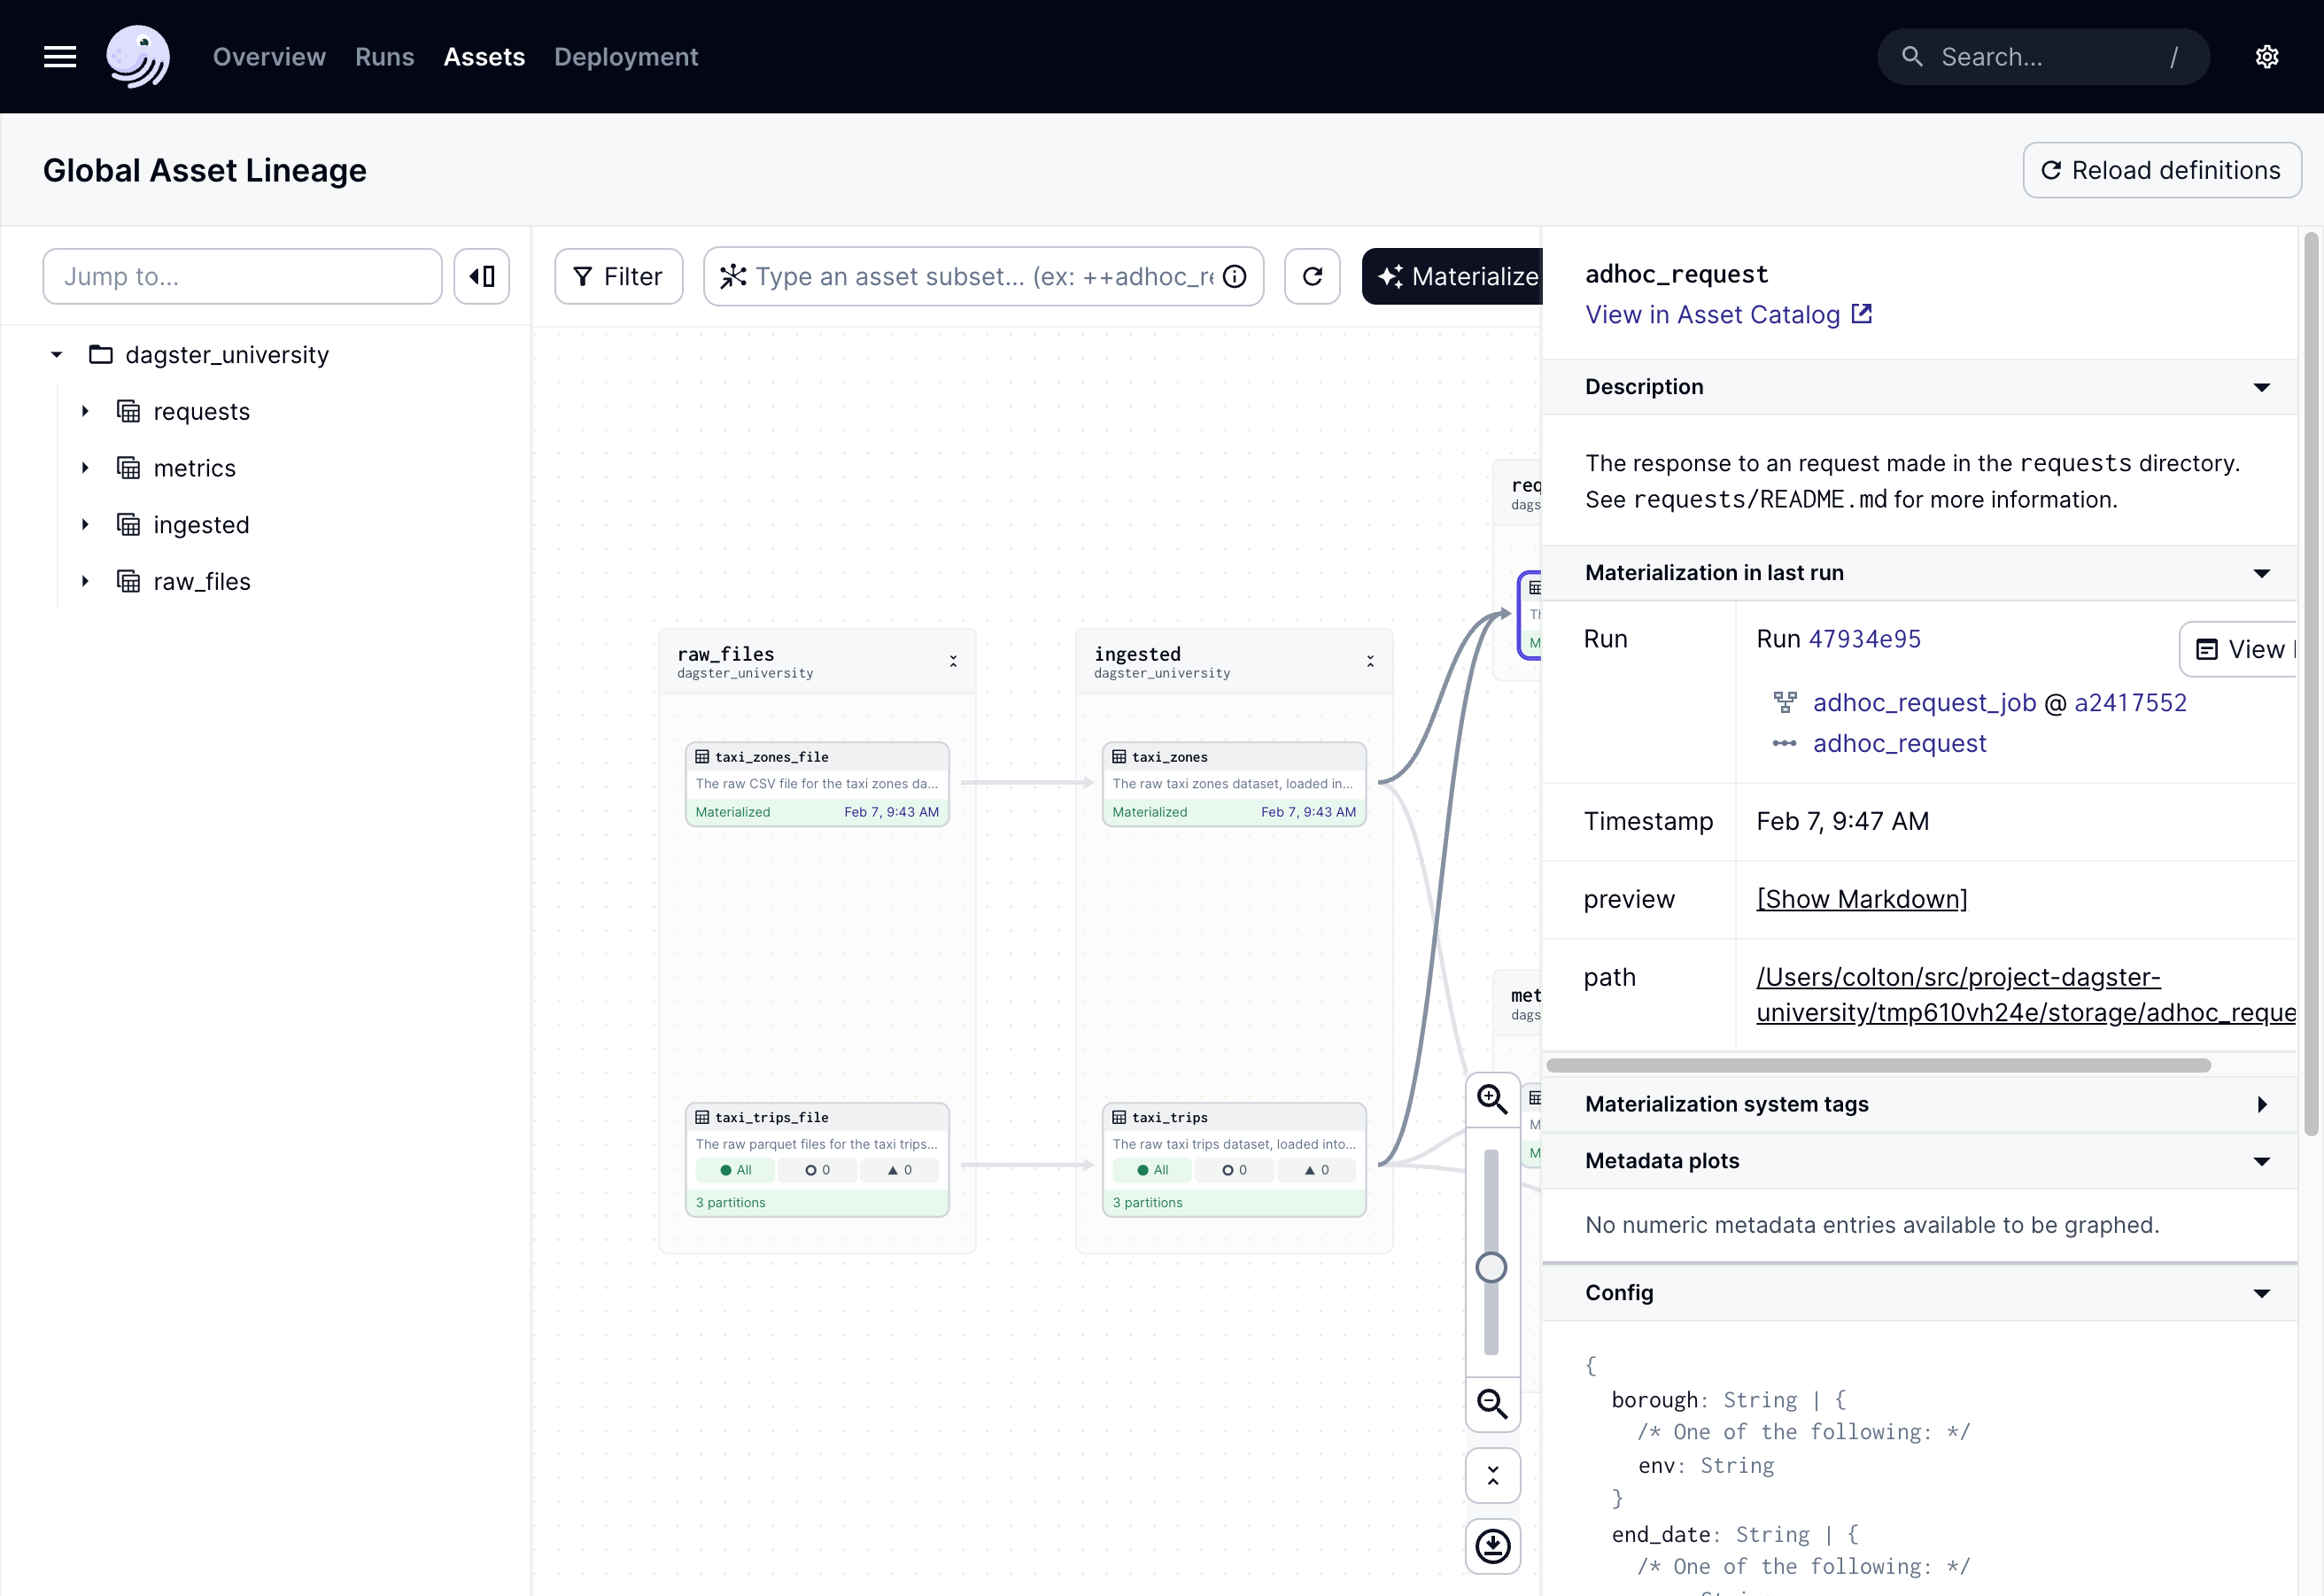 Overview Runs Assets Deployment
Search... /
Global Asset Lineage
Reload definitions
Jump to...
dagster_university
requests
metrics
ingested
raw_files
Filter
Type an asset subset... (ex: ++adhoc_re
Materialize
raw_files
dagster_university
taxi_zones_file
The raw CSV file for the taxi zones da...
Materialized Feb 7, 9:43 AM
taxi_trips_file
The raw parquet files for the taxi trips...
All 0 0
3 partitions
ingested
dagster_university
taxi_zones
The raw taxi zones dataset, loaded in...
Materialized Feb 7, 9:43 AM
taxi_trips
The raw taxi trips dataset, loaded into...
All 0 0
3 partitions
req
dags
Th
M
met
dags
M
M
adhoc_request
View in Asset Catalog
Description
The response to an request made in the requests directory.
See requests/README.md for more information.
Materialization in last run
Run Run 47934e95
View
adhoc_request_job @ a2417552
adhoc_request
Timestamp Feb 7, 9:47 AM
preview [Show Markdown]
path /Users/colton/src/project-dagster-
university/tmp610vh24e/storage/adhoc_reque
Materialization system tags
Metadata plots
No numeric metadata entries available to be graphed.
Config
{
borough: String | {
/* One of the following: */
env: String
}
end_date: String | {
/* One of the following: */